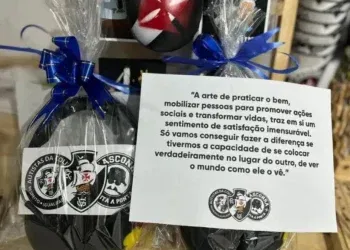 "A arte de praticar o bem,
mobilizar pessoas para promover ações
sociais e transformar vidas, traz em si um
sentimento de satisfação imensurável.
Só vamos conseguir fazer a diferença se
tivermos a capacidade de se colocar
verdadeiramente no lugar do outro, de ver
o mundo como ele o vê."